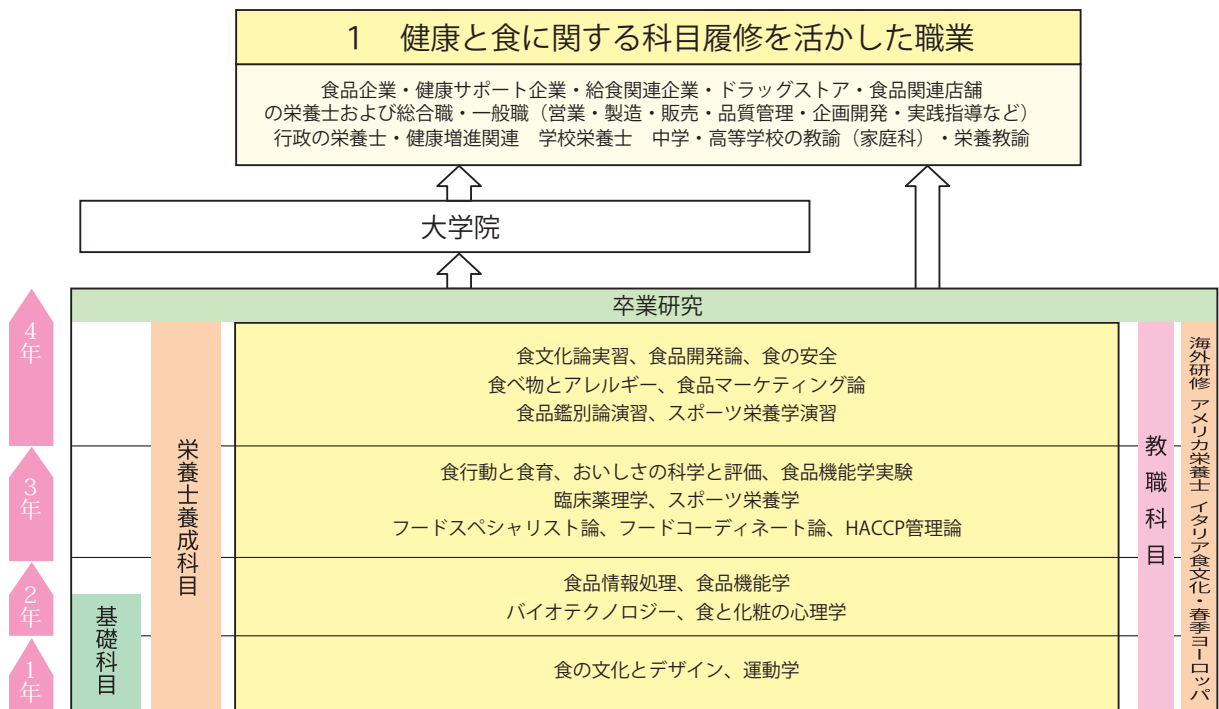 1 健康と食に関する科目履修を活かした職業
食品企業・健康サポート企業・給食関連企業・ドラッグストア・食品関連店舗
の栄養士および総合職・一般職（営業・製造・販売・品質管理・企画開発・実践指導など）
行政の栄養士・健康増進関連 学校栄養士 中学・高等学校の教諭（家庭科）・栄養教諭
大学院
卒業研究
4年
3年
2年
1年
基礎科目
栄養士養成科目
食文化論実習、食品開発論、食の安全
食べ物とアレルギー、食品マーケティング論
食品鑑別論演習、スポーツ栄養学演習
食行動と食育、おいしさの科学と評価、食品機能学実験
臨床薬理学、スポーツ栄養学
フードスペシャリスト論、フードコーディネート論、HACCP管理論
食品情報処理、食品機能学
バイオテクノロジー、食と化粧の心理学
食の文化とデザイン、運動学
教職科目
海外研修 アメリカ栄養士 イタリア食文化・春季ヨーロッパ